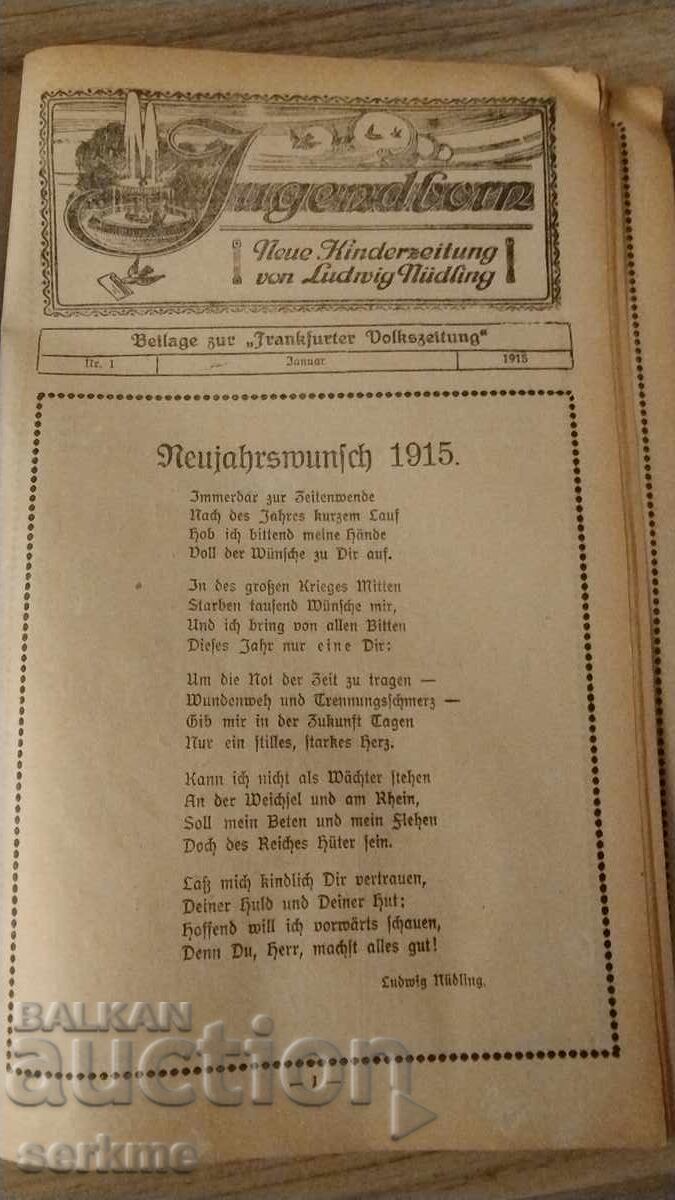 Jugendborn
Neue Kinderzeitung
von Ludwig Nüdling
Beilage zur „Frankfurter Volkszeitung“
Nr. 1 Januar 1915
Neujahrswunsch 1915.
Immerdar zur Zeitenwende
Nach des Jahres kurzem Lauf
Hob ich bittend meine Hände
Voll der Wünsche zu Dir auf.
In des großen Krieges Mitten
Starben tausend Wünsche mir,
Und ich bring von allen Bitten
Dieses Jahr nur eine Dir:
Um die Not der Zeit zu tragen —
Wundenweh und Trennungsschmerz —
Gib mir in der Zukunft Tagen
Nur ein stilles, starkes Herz.
Kann ich nicht als Wächter stehen
An der Weichsel und am Rhein,
Soll mein Beten und mein Flehen
Doch des Reiches Hüter sein.
Laß mich kindlich Dir vertrauen,
Deiner Huld und Deiner Hut:
Hoffend will ich vorwärts schauen,
Denn Du, Herr, machst alles gut!
Ludwig Nüdling.
— 1 —
BALKAN
auction
serkme